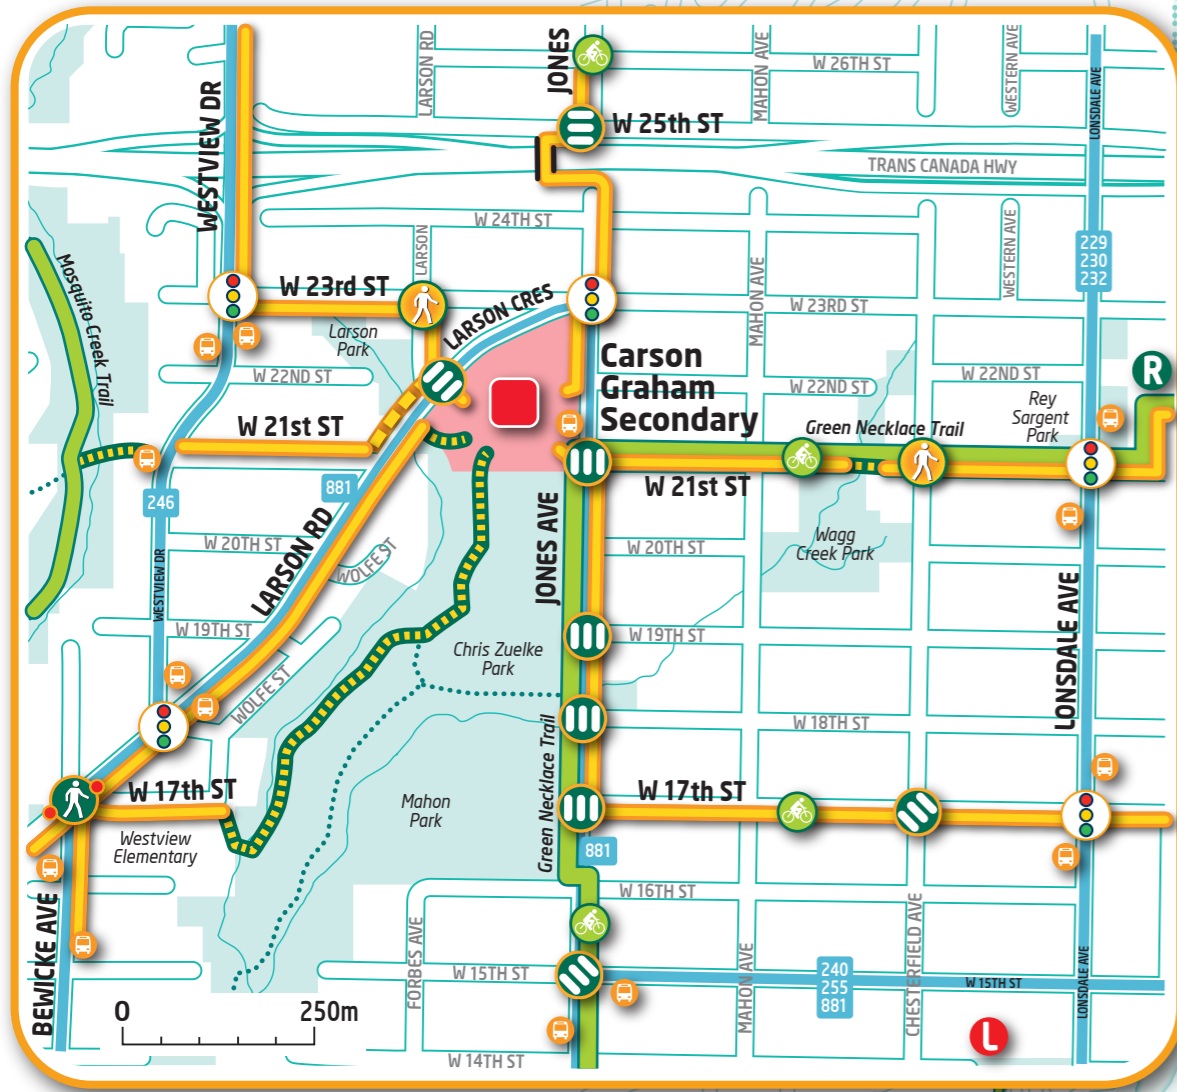 LARSON RD
JONES
W 26TH ST
MAHON AVE
WESTERN AVE
LONSDALE AVE
WESTVIEW DR
W 25th ST
TRANS CANADA HWY
W 24TH ST
LARSON
WESTERN AVE
229
230
232
Mosquito Creek Trail
W 23rd ST
LARSON CRES
MAHON AVE
W 23RD ST
Larson
Park
W 22ND ST
Carson
Graham
Secondary
W 22ND ST
W 22ND ST
R
Rey
Sargent
Park
W 21st ST
Green Necklace Trail
W 21st ST
246
881
LARSON RD
W 20TH ST
WOLFE ST
JONES AVE
W 20TH ST
Wagg
Creek Park
WESTVIEW DR
W 19TH ST
W 19TH ST
LONSDALE AVE
Chris Zuelke
Park
WOLFE ST
W 18TH ST
Green Necklace Trail
W 17th ST
W 17th ST
Mahon
Park
Westview
Elementary
881
BEWICKE AVE
W 16TH ST
FORBES AVE
MAHON AVE
CHESTERFIELD AVE
LONSDALE AVE
W 15TH ST
240
255
881
W 15TH ST
0
250m
L
W 14TH ST